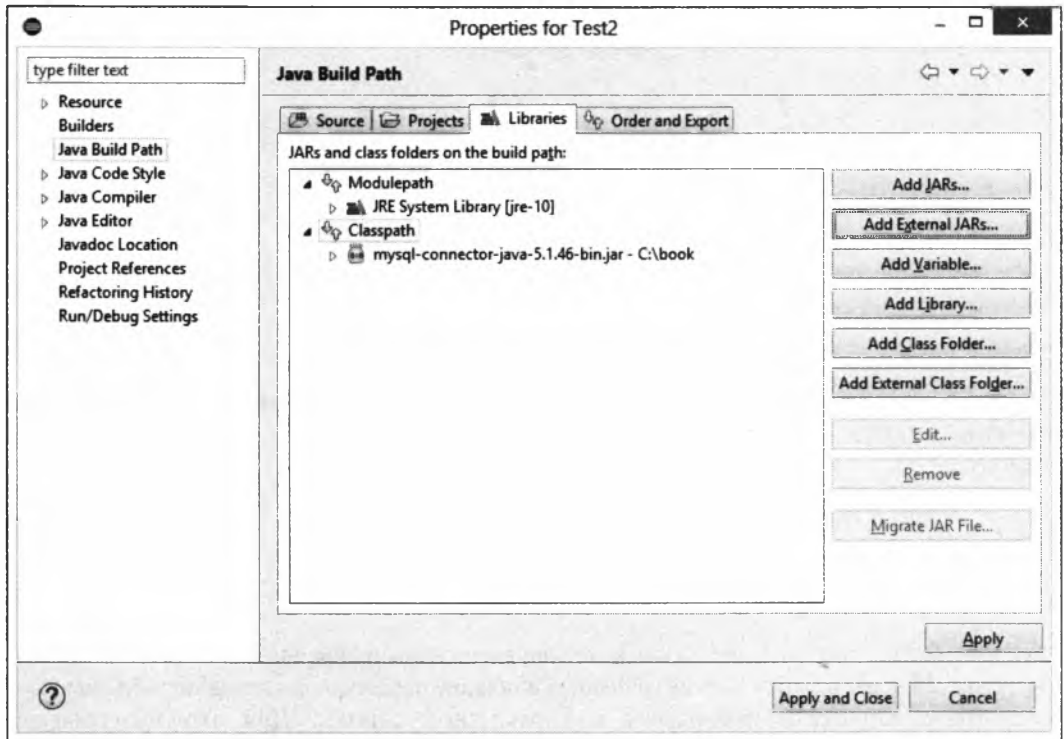 Properties for Test2
type filter text
Resource
Builders
Java Build Path
Java Code Style
Java Compiler
Java Editor
Javadoc Location
Project References
Refactoring History
Run/Debug Settings
Java Build Path
Source
Projects
Libraries
Order and Export
JARs and class folders on the build path:
Modulepath
JRE System Library [jre-10]
Classpath
mysql-connector-java-5.1.46-bin.jar - C:\book
Add JARs...
Add External JARs...
Add Variable...
Add Library...
Add Class Folder...
Add External Class Folder...
Edit...
Remove
Migrate JAR File...
Apply
?
Apply and Close
Cancel